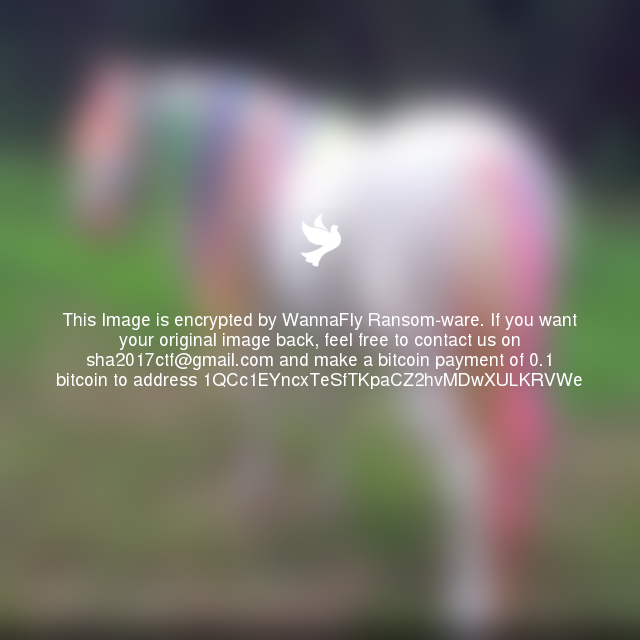 This Image is encrypted by WannaFly Ransom-ware. If you want
your original image back, feel free to contact us on
sha2017ctf@gmail.com and make a bitcoin payment of 0.1
bitcoin to address 1QCc1EYncxTeSfTKpaCZ2hvMDwXULKRVWe